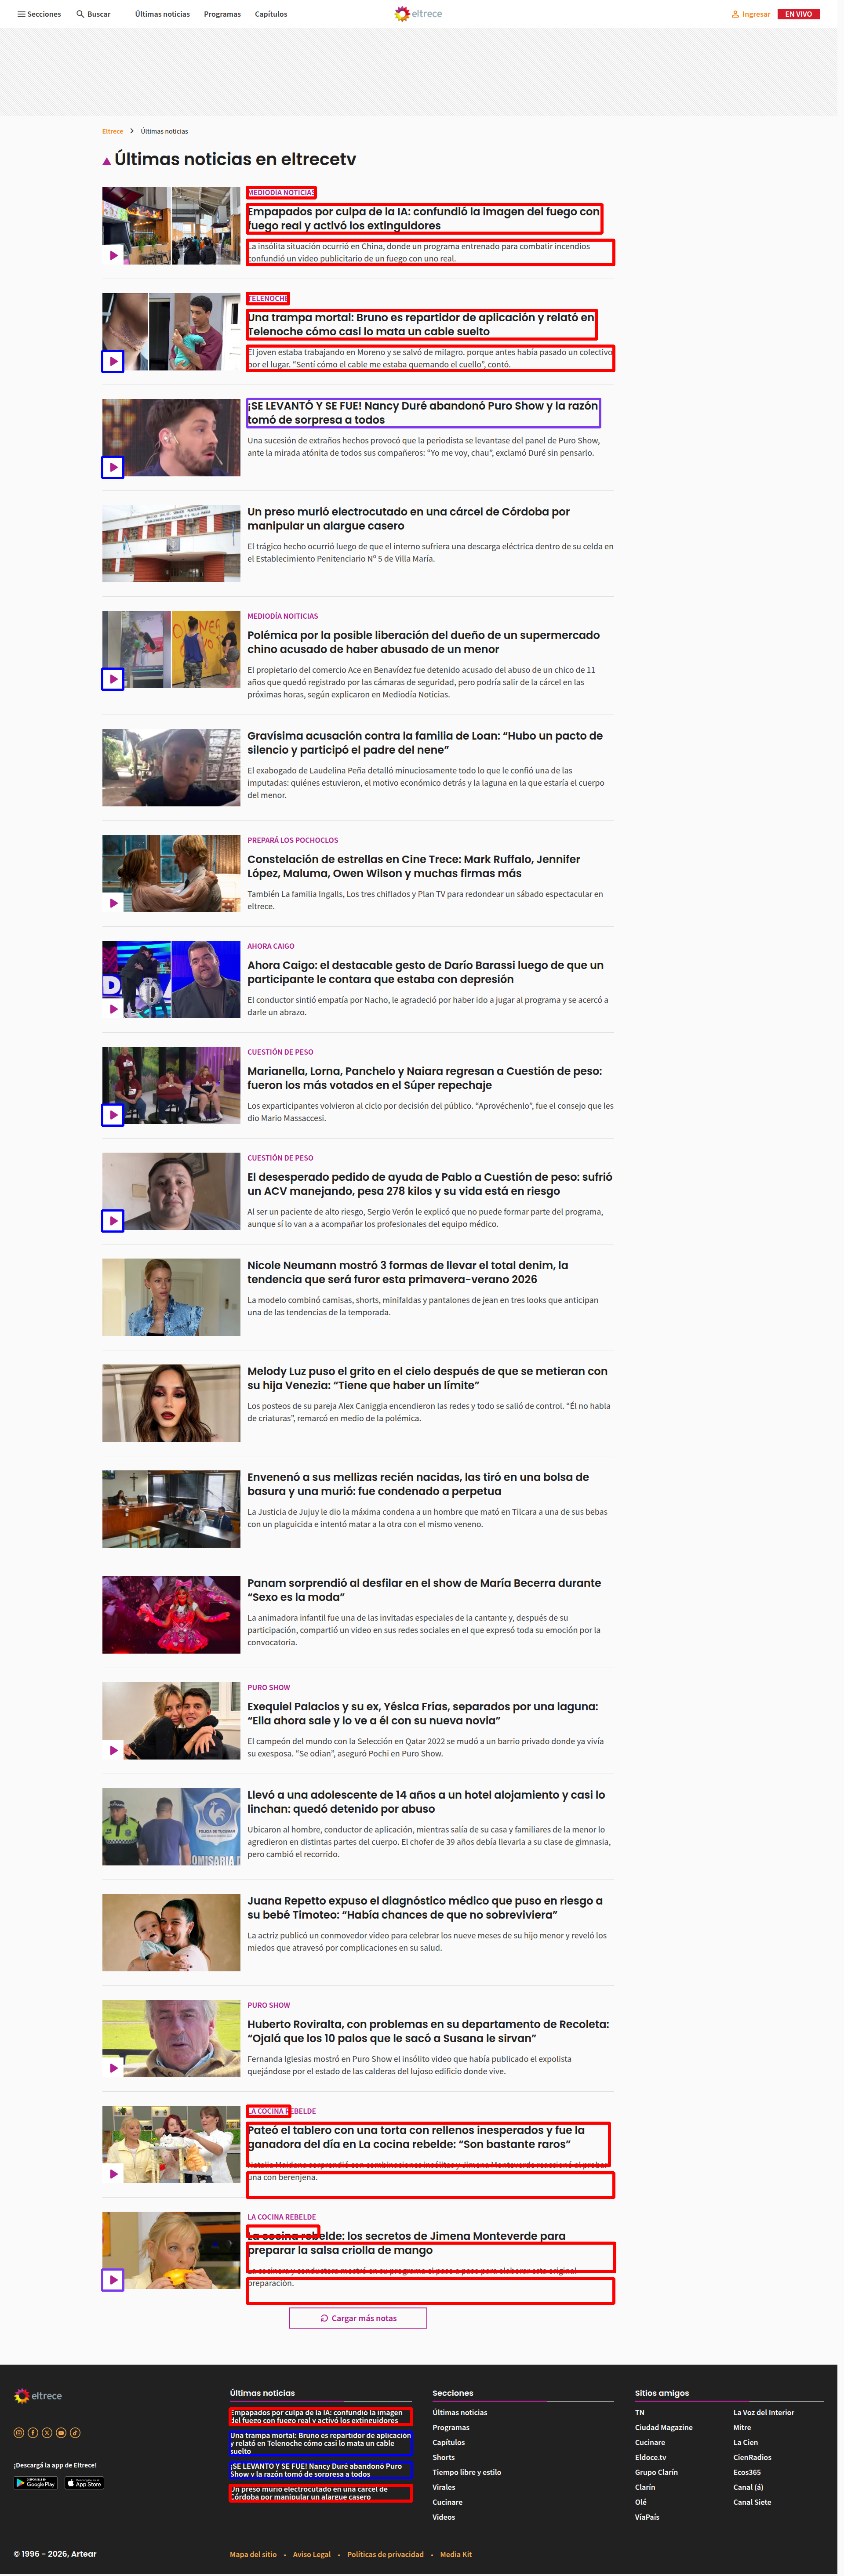 Secciones Buscar Últimas noticias Programas Capítulos eltrece Ingresar EN VIVO
Eltrece > Últimas noticias
Últimas noticias en eltrecetv
MEDIODÍA NOTICIAS
Empapados por culpa de la IA: confundió la imagen del fuego con
fuego real y activó los extinguidores
La insólita situación ocurrió en China, donde un programa entrenado para combatir incendios
confundió un video publicitario de un fuego con uno real.
TELENOCHE
Una trampa mortal: Bruno es repartidor de aplicación y relató en
Telenoche cómo casi lo mata un cable suelto
El joven estaba trabajando en Moreno y se salvó de milagro. porque antes había pasado un colectivo
por el lugar. "Sentí cómo el cable me estaba quemando el cuello", contó.
¡SE LEVANTÓ Y SE FUE! Nancy Duré abandonó Puro Show y la razón
tomó de sorpresa a todos
Una sucesión de extraños hechos provocó que la periodista se levantase del panel de Puro Show,
ante la mirada atónita de todos sus compañeros: "Yo me voy, chau", exclamó Duré sin pensarlo.
Un preso murió electrocutado en una cárcel de Córdoba por
manipular un alargue casero
El trágico hecho ocurrió luego de que el interno sufriera una descarga eléctrica dentro de su celda en
el Establecimiento Penitenciario N° 5 de Villa María.
MEDIODÍA NOITICIAS
Polémica por la posible liberación del dueño de un supermercado
chino acusado de haber abusado de un menor
El propietario del comercio Ace en Benavídez fue detenido acusado del abuso de un chico de 11
años que quedó registrado por las cámaras de seguridad, pero podría salir de la cárcel en las
próximas horas, según explicaron en Mediodía Noticias.
Gravísima acusación contra la familia de Loan: “Hubo un pacto de
silencio y participó el padre del nene”
El exabogado de Laudelina Peña detalló minuciosamente todo lo que le confió una de las
imputadas: quiénes estuvieron, el motivo económico detrás y la laguna en la que estaría el cuerpo
del menor.
PREPARÁ LOS POCHOCLOS
Constelación de estrellas en Cine Trece: Mark Ruffalo, Jennifer
López, Maluma, Owen Wilson y muchas firmas más
También La familia Ingalls, Los tres chiflados y Plan TV para redondear un sábado espectacular en
eltrece.
AHORA CAIGO
Ahora Caigo: el destacable gesto de Darío Barassi luego de que un
participante le contara que estaba con depresión
El conductor sintió empatía por Nacho, le agradeció por haber ido a jugar al programa y se acercó a
darle un abrazo.
CUESTIÓN DE PESO
Marianella, Lorna, Panchelo y Naiara regresan a Cuestión de peso:
fueron los más votados en el Súper repechaje
Los exparticipantes volvieron al ciclo por decisión del público. "Aprovéchenlo", fue el consejo que les
dio Mario Massaccesi.
CUESTIÓN DE PESO
El desesperado pedido de ayuda de Pablo a Cuestión de peso: sufrió
un ACV manejando, pesa 278 kilos y su vida está en riesgo
Al ser un paciente de alto riesgo, Sergio Verón le explicó que no puede formar parte del programa,
aunque sí lo van a a acompañar los profesionales del equipo médico.
Nicole Neumann mostró 3 formas de llevar el total denim, la
tendencia que será furor esta primavera-verano 2026
La modelo combinó camisas, shorts, minifaldas y pantalones de jean en tres looks que anticipan
una de las tendencias de la temporada.
Melody Luz puso el grito en el cielo después de que se metieran con
su hija Venezia: “Tiene que haber un límite”
Los posteos de su pareja Alex Caniggia encendieron las redes y todo se salió de control. "Él no habla
de criaturas", remarcó en medio de la polémica.
Envenenó a sus mellizas recién nacidas, las tiró en una bolsa de
basura y una murió: fue condenado a perpetua
La Justicia de Jujuy le dio la máxima condena a un hombre que mató en Tilcara a una de sus bebas
con un plaguicida e intentó matar a la otra con el mismo veneno.
Panam sorprendió al desfilar en el show de María Becerra durante
“Sexo es la moda”
La animadora infantil fue una de las invitadas especiales de la cantante y, después de su
participación, compartió un video en sus redes sociales en el que expresó toda su emoción por la
convocatoria.
PURO SHOW
Exequiel Palacios y su ex, Yésica Frías, separados por una laguna:
“Ella ahora sale y lo ve a él con su nueva novia”
El campeón del mundo con la Selección en Qatar 2022 se mudó a un barrio privado donde ya vivía
su exesposa. "Se odian", aseguró Pochi en Puro Show.
Llevó a una adolescente de 14 años a un hotel alojamiento y casi lo
linchan: quedó detenido por abuso
Ubicaron al hombre, conductor de aplicación, mientras salía de su casa y familiares de la menor lo
agredieron en distintas partes del cuerpo. El chofer de 39 años debía llevarla a su clase de gimnasia,
pero cambió el recorrido.
Juana Repetto expuso el diagnóstico médico que puso en riesgo a
su bebé Timoteo: “Había chances de que no sobreviviera”
La actriz publicó un conmovedor video para celebrar los nueve meses de su hijo menor y reveló los
miedos que atravesó por complicaciones en su salud.
PURO SHOW
Huberto Roviralta, con problemas en su departamento de Recoleta:
“Ojalá que los 10 palos que le sacó a Susana le sirvan”
Fernanda Iglesias mostró en Puro Show el insólito video que había publicado el expolista
quejándose por el estado de las calderas del lujoso edificio donde vive.
LA COCINA REBELDE
Pateó el tablero con una torta con rellenos inesperados y fue la
ganadora del día en La cocina rebelde: “Son bastante raros”
una con berenjena.
LA COCINA REBELDE
La cocina rebelde: los secretos de Jimena Monteverde para
preparar la salsa criolla de mango
preparación.
Cargar más notas
eltrece
¡Descargá la app de Eltrece!
Google Play App Store
Últimas noticias
Empapados por culpa de la IA: confundió la imagen
del fuego con fuego real y activó los extinguidores
Una trampa mortal: Bruno es repartidor de aplicación
y relató en Telenoche cómo casi lo mata un cable
suelto
¡SE LEVANTÓ Y SE FUE! Nancy Duré abandonó Puro
Show y la razón tomó de sorpresa a todos
Un preso murió electrocutado en una cárcel de
Córdoba por manipular un alargue casero
Secciones
Últimas noticias
Programas
Capítulos
Shorts
Tiempo libre y estilo
Virales
Cucinare
Videos
Sitios amigos
TN
Ciudad Magazine
Cucinare
Eldoce.tv
Grupo Clarín
Clarín
Olé
VíaPaís
La Voz del Interior
Mitre
La Cien
CienRadios
Ecos365
Canal (á)
Canal Siete
© 1996 - 2026, Artear
Mapa del sitio • Aviso Legal • Políticas de privacidad • Media Kit